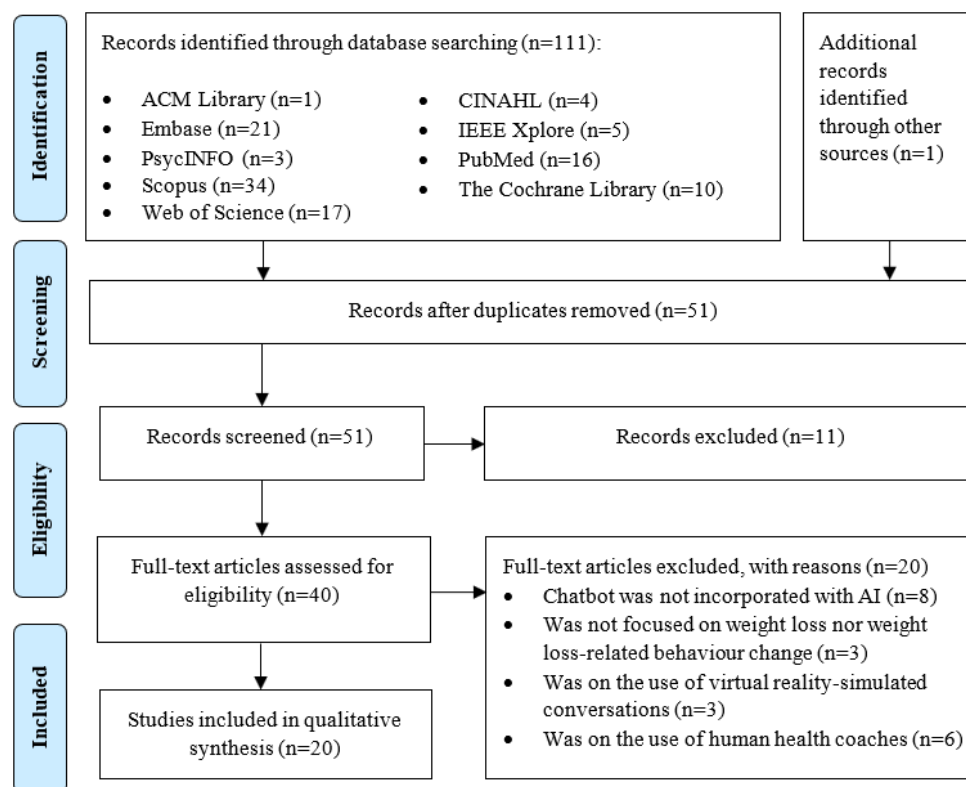 Identification
Records identified through database searching (n=111):
• ACM Library (n=1)
• Embase (n=21)
• PsycINFO (n=3)
• Scopus (n=34)
• Web of Science (n=17)
• CINAHL (n=4)
• IEEE Xplore (n=5)
• PubMed (n=16)
• The Cochrane Library (n=10)
Additional
records
identified
through other
sources (n=1)
Screening
Records after duplicates removed (n=51)
Records screened (n=51)
Records excluded (n=11)
Eligibility
Full-text articles assessed for
eligibility (n=40)
Full-text articles excluded, with reasons (n=20)
• Chatbot was not incorporated with AI (n=8)
• Was not focused on weight loss nor weight
loss-related behaviour change (n=3)
• Was on the use of virtual reality-simulated
conversations (n=3)
• Was on the use of human health coaches (n=6)
Included
Studies included in qualitative
synthesis (n=20)